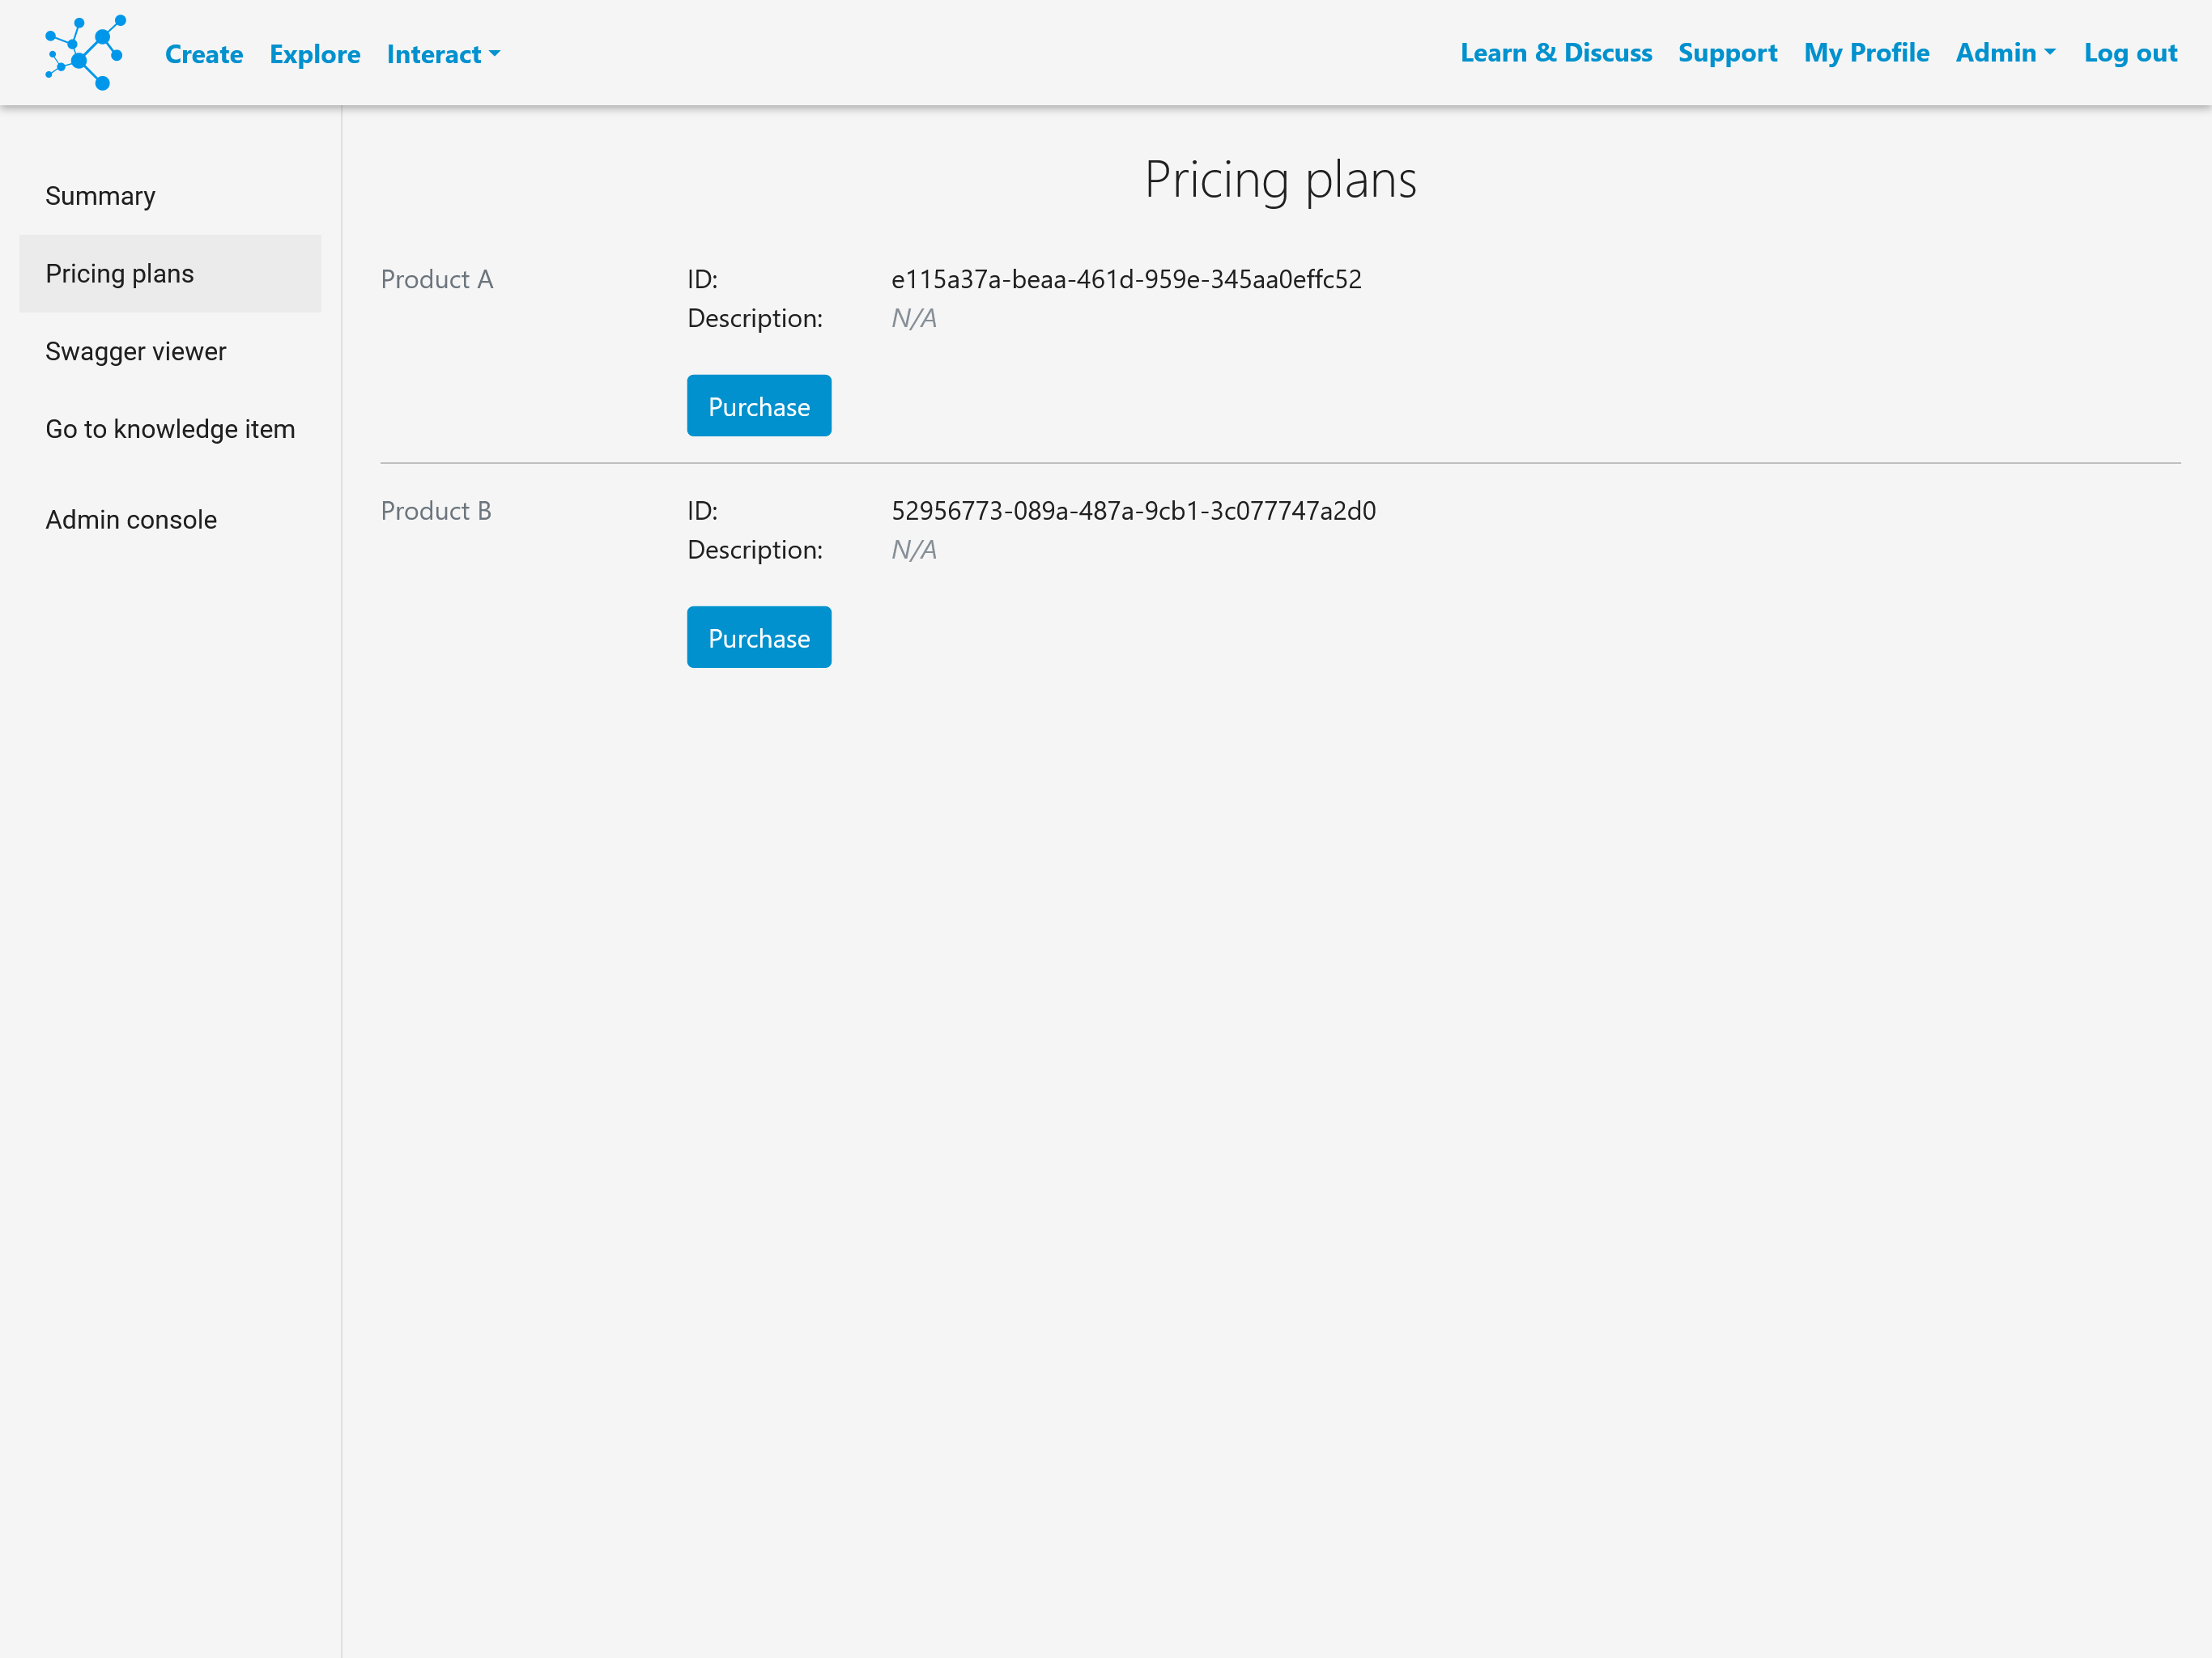 Create Explore Interact
Learn & Discuss Support My Profile Admin Log out
Summary
Pricing plans
Swagger viewer
Go to knowledge item
Admin console
Pricing plans
Product A
ID: e115a37a-beaa-461d-959e-345aa0effc52
Description: N/A
Purchase
Product B
ID: 52956773-089a-487a-9cb1-3c077747a2d0
Description: N/A
Purchase